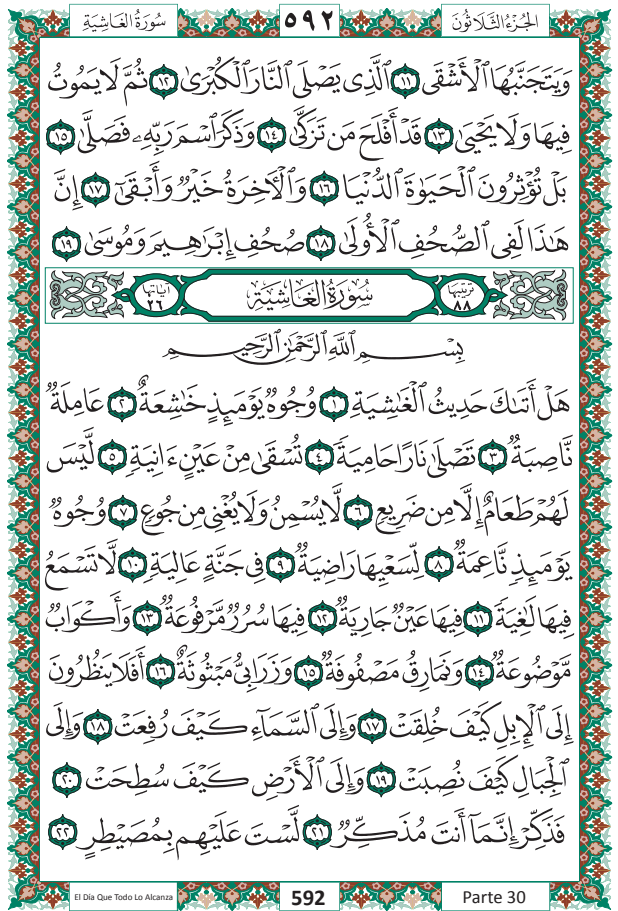 سُورَةُ الغَاشِيَةِ ٥٩٢ الجُزْءُ الثَّلَاثُونَ
وَيَتَجَنَّبُهَا ٱلْأَشْقَى ١١ ٱلَّذِى يَصْلَى ٱلنَّارَ ٱلْكُبْرَىٰ ١٢ ثُمَّ لَا يَمُوتُ
فِيهَا وَلَا يَحْيَىٰ ١٣ قَدْ أَفْلَحَ مَن تَزَكَّىٰ ١٤ وَذَكَرَ ٱسْمَ رَبِّهِۦ فَصَلَّىٰ ١٥
بَلْ تُؤْثِرُونَ ٱلْحَيَوٰةَ ٱلدُّنْيَا ١٦ وَٱلْـَٔاخِرَةُ خَيْرٌ وَأَبْقَىٰٓ ١٧ إِنَّ
هَـٰذَا لَفِى ٱلصُّحُفِ ٱلْأُولَىٰ ١٨ صُحُفِ إِبْرَٰهِيمَ وَمُوسَىٰ ١٩
ترتيبها ٨٨ سُورَةُ الغَاشِيَةِ آياتها ٢٦
بِسْمِ ٱللَّهِ ٱلرَّحْمَـٰنِ ٱلرَّحِيمِ
هَلْ أَتَىٰكَ حَدِيثُ ٱلْغَـٰشِيَةِ ١ وُجُوهٌ يَوْمَئِذٍ خَـٰشِعَةٌ ٢ عَامِلَةٌ
نَّاصِبَةٌ ٣ تَصْلَىٰ نَارًا حَامِيَةً ٤ تُسْقَىٰ مِنْ عَيْنٍ ءَانِيَةٍ ٥ لَّيْسَ
لَهُمْ طَعَامٌ إِلَّا مِن ضَرِيعٍ ٦ لَّا يُسْمِنُ وَلَا يُغْنِى مِن جُوعٍ ٧ وُجُوهٌ
يَوْمَئِذٍ نَّاعِمَةٌ ٨ لِّسَعْيِهَا رَاضِيَةٌ ٩ فِى جَنَّةٍ عَالِيَةٍ ١٠ لَّا تَسْمَعُ
فِيهَا لَـٰغِيَةً ١١ فِيهَا عَيْنٌ جَارِيَةٌ ١٢ فِيهَا سُرُرٌ مَّرْفُوعَةٌ ١٣ وَأَكْوَابٌ
مَّوْضُوعَةٌ ١٤ وَنَمَارِقُ مَصْفُوفَةٌ ١٥ وَزَرَابِىُّ مَبْثُوثَةٌ ١٦ أَفَلَا يَنظُرُونَ
إِلَى ٱلْإِبِلِ كَيْفَ خُلِقَتْ ١٧ وَإِلَى ٱلسَّمَآءِ كَيْفَ رُفِعَتْ ١٨ وَإِلَى
ٱلْجِبَالِ كَيْفَ نُصِبَتْ ١٩ وَإِلَى ٱلْأَرْضِ كَيْفَ سُطِحَتْ ٢٠
فَذَكِّرْ إِنَّمَآ أَنتَ مُذَكِّرٌ ٢١ لَّسْتَ عَلَيْهِم بِمُصَيْطِرٍ ٢٢
El Día Que Todo Lo Alcanza 592 Parte 30